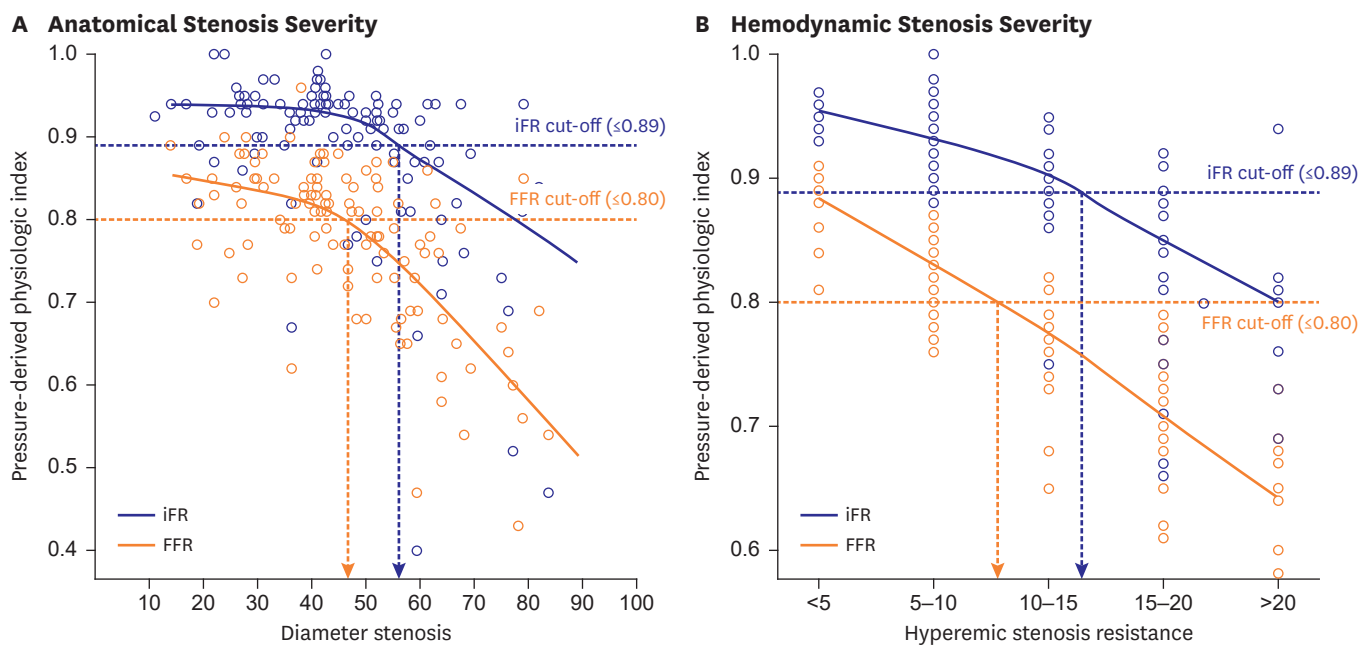 A Anatomical Stenosis Severity
Pressure-derived physiologic index
1.0
0.9
0.8
0.7
0.6
0.5
0.4
iFR cut-off (≤0.89)
FFR cut-off (≤0.80)
iFR
FFR
10 20 30 40 50 60 70 80 90 100
Diameter stenosis
B Hemodynamic Stenosis Severity
Pressure-derived physiologic index
1.0
0.9
0.8
0.7
0.6
iFR cut-off (≤0.89)
FFR cut-off (≤0.80)
iFR
FFR
<5 5–10 10–15 15–20 >20
Hyperemic stenosis resistance